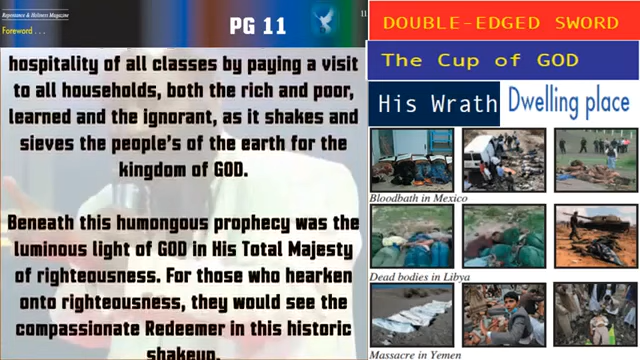 Repentance & Holiness Magazine
Foreword . . .
PG 11
11
hospitality of all classes by paying a visit
to all households, both the rich and poor,
learned and the ignorant, as it shakes and
sieves the people's of the earth for the
kingdom of GOD.
Beneath this humongous prophecy was the
luminous light of GOD in His Total Majesty
of righteousness. For those who hearken
onto righteousness, they would see the
compassionate Redeemer in this historic
shakeup.
DOUBLE-EDGED SWORD
The Cup of GOD
His Wrath
Dwelling place
Bloodbath in Mexico
Dead bodies in Libya
Massacre in Yemen